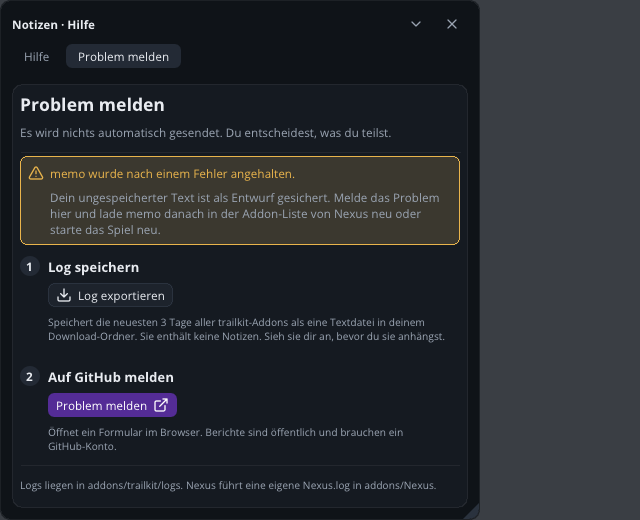 Notizen · Hilfe
Hilfe
Problem melden
Problem melden
Es wird nichts automatisch gesendet. Du entscheidest, was du teilst.
memo wurde nach einem Fehler angehalten.
Dein ungespeicherter Text ist als Entwurf gesichert. Melde das Problem
hier und lade memo danach in der Addon-Liste von Nexus neu oder
starte das Spiel neu.
1 Log speichern
Log exportieren
Speichert die neuesten 3 Tage aller trailkit-Addons als eine Textdatei in deinem
Download-Ordner. Sie enthält keine Notizen. Sieh sie dir an, bevor du sie anhängst.
2 Auf GitHub melden
Problem melden
Öffnet ein Formular im Browser. Berichte sind öffentlich und brauchen ein
GitHub-Konto.
Logs liegen in addons/trailkit/logs. Nexus führt eine eigene Nexus.log in addons/Nexus.